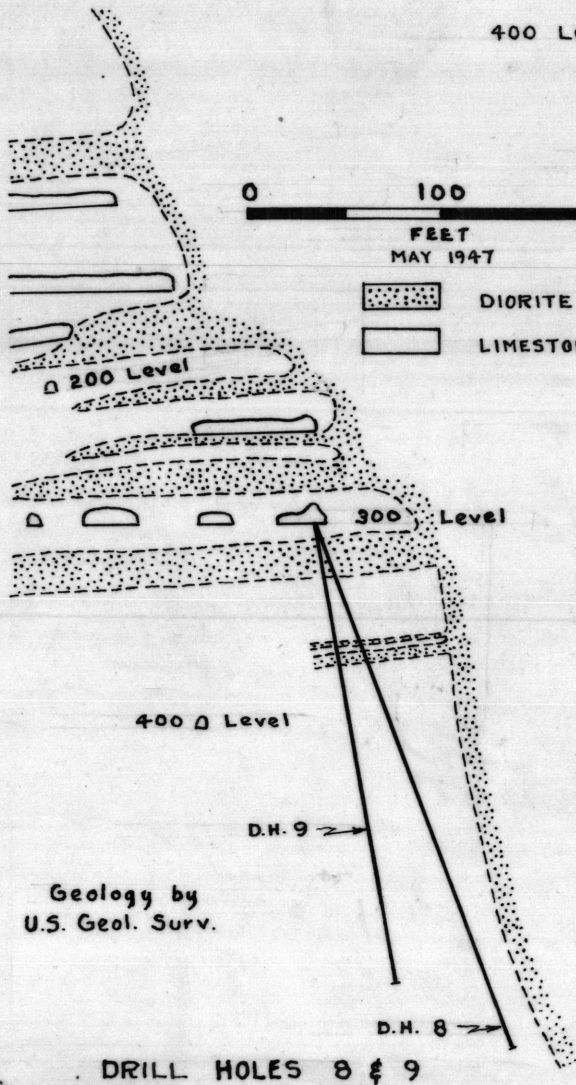 400 L
0 100
FEET
MAY 1947
DIORITE
LIMESTO
200 Level
300 Level
400 Level
D.H. 9
Geology by
U.S. Geol. Surv.
D.H. 8
DRILL HOLES 8 & 9